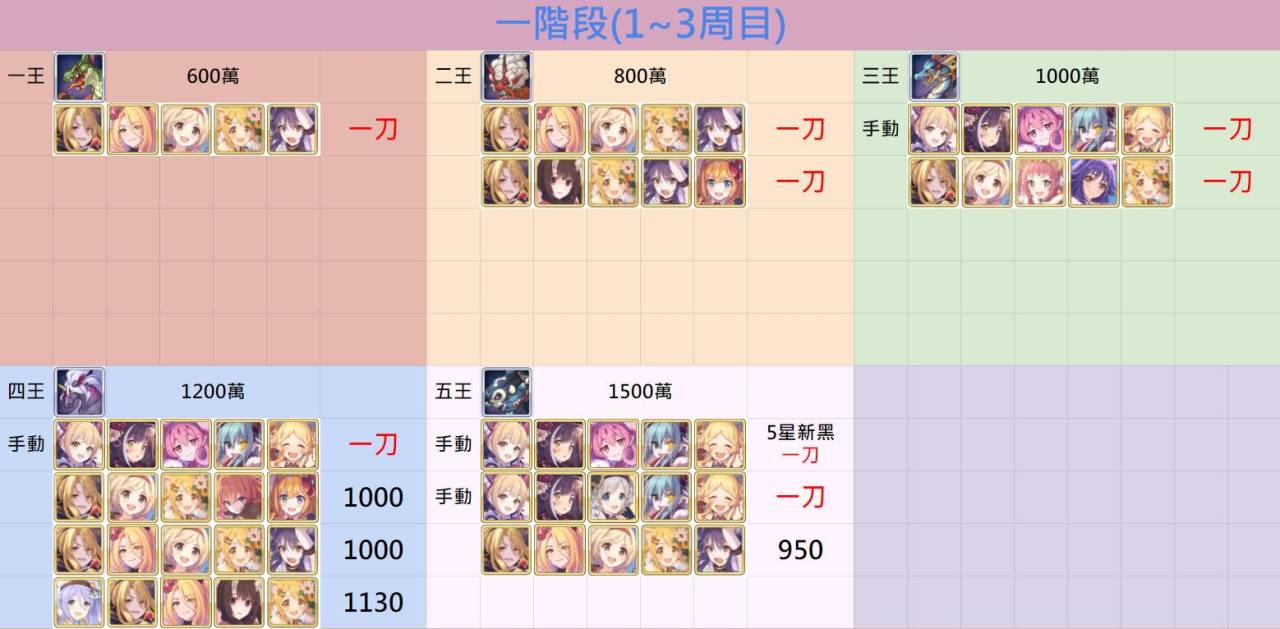 一階段(1~3周目)
一王 600萬
一刀
二王 800萬
一刀
一刀
三王 1000萬
手動 一刀
一刀
四王 1200萬
手動 一刀
1000
1000
1130
五王 1500萬
手動 5星新黑
一刀
手動 一刀
950